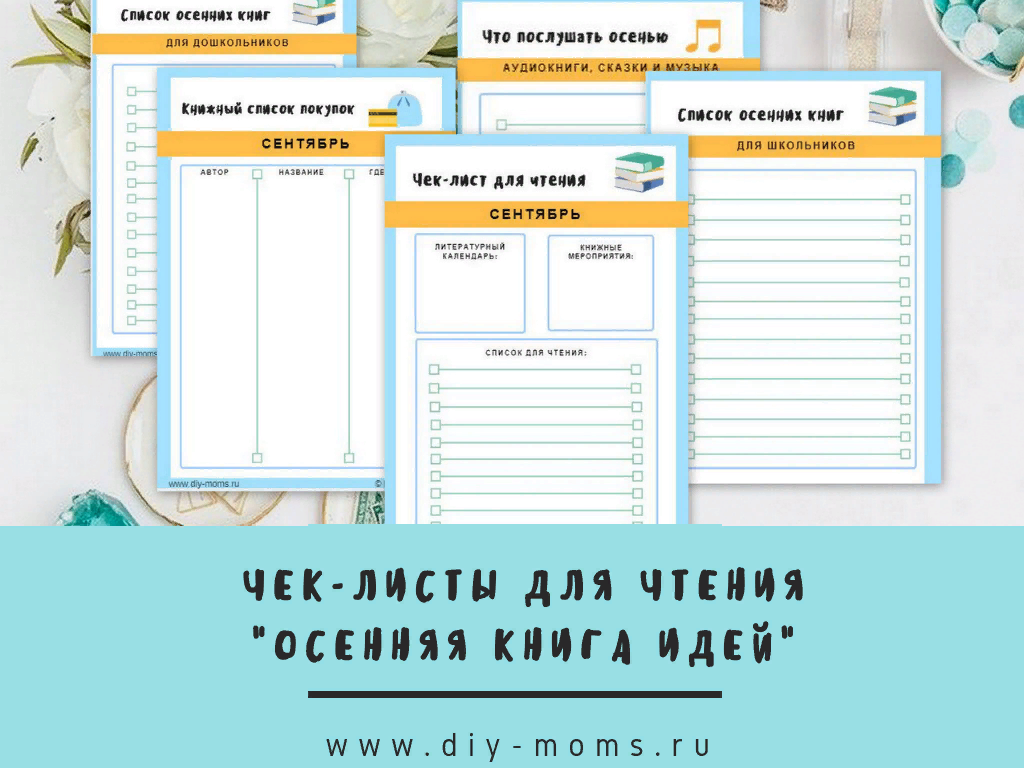 Список осенних книг
ДЛЯ ДОШКОЛЬНИКОВ
www.diy-moms
Что послушать осенью
АУДИОКНИГИ, СКАЗКИ И МУЗЫКА
Книжный список покупок
СЕНТЯБРЬ
АВТОР
НАЗВАНИЕ
ГДЕ
www.diy-moms.ru
©
Список осенних книг
ДЛЯ ШКОЛЬНИКОВ
Чек-лист для чтения
СЕНТЯБРЬ
ЛИТЕРАТУРНЫЙ
КАЛЕНДАРЬ:
КНИЖНЫЕ
МЕРОПРИЯТИЯ:
СПИСОК ДЛЯ ЧТЕНИЯ:
ЧЕК-ЛИСТЫ ДЛЯ ЧТЕНИЯ
"ОСЕННЯЯ КНИГА ИДЕЙ"
www.diy-moms.ru